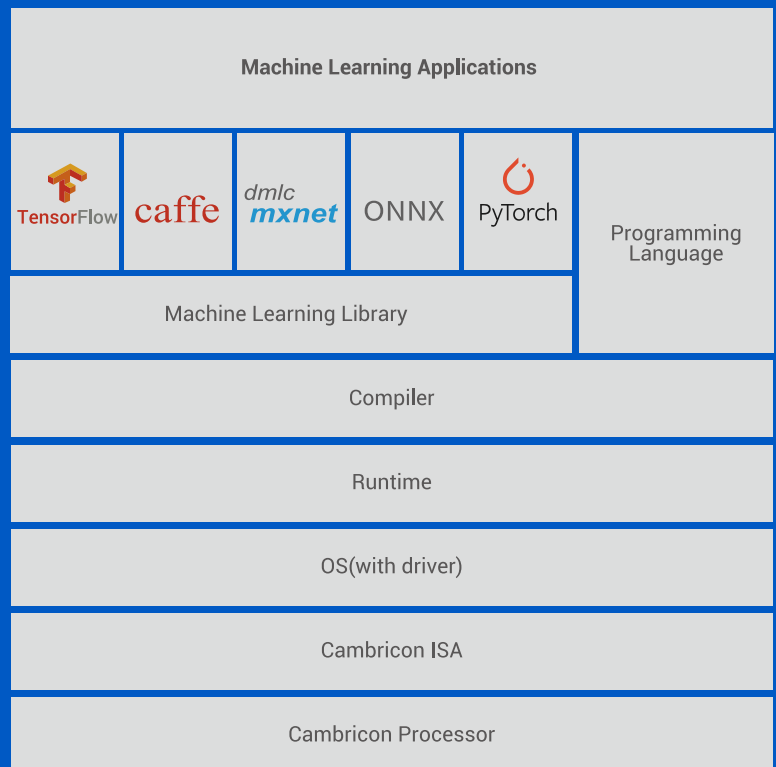 Machine Learning Applications
TensorFlow
caffe
dmlc
mxnet
ONNX
PyTorch
Programming
Language
Machine Learning Library
Compiler
Runtime
OS(with driver)
Cambricon ISA
Cambricon Processor